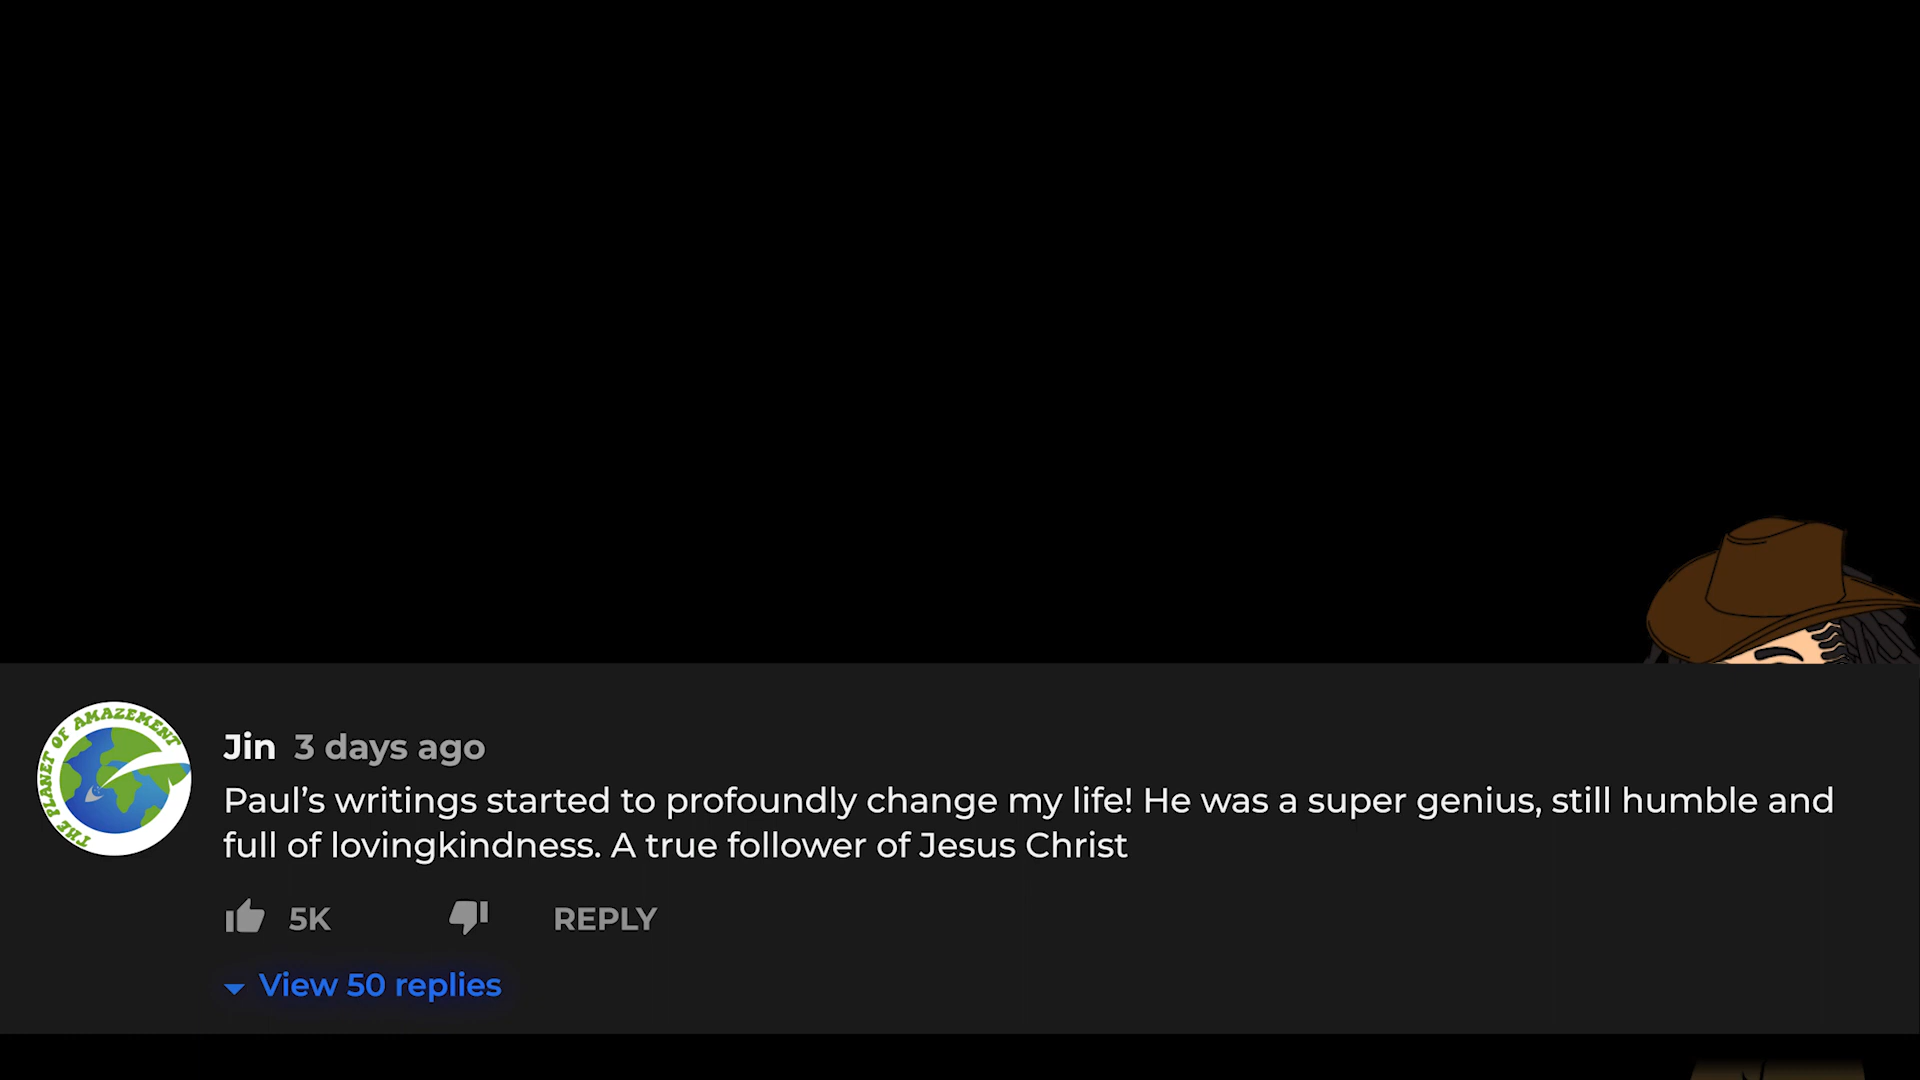 THE PLANET OF AMAZEMENT
Jin 3 days ago
Paul’s writings started to profoundly change my life! He was a super genius, still humble and
full of lovingkindness. A true follower of Jesus Christ
5K REPLY
View 50 replies